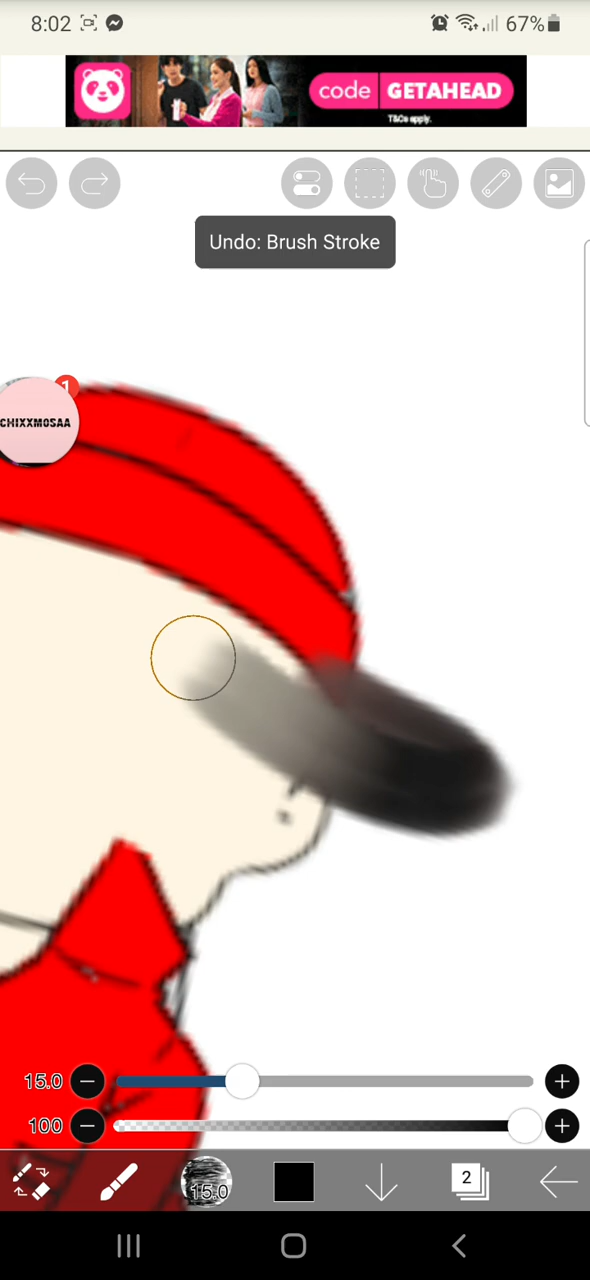 8:02
67%
code GETAHEAD
T&Cs apply.
Undo: Brush Stroke
1
CHIXXMOSAA
15.0
100
15.0
2